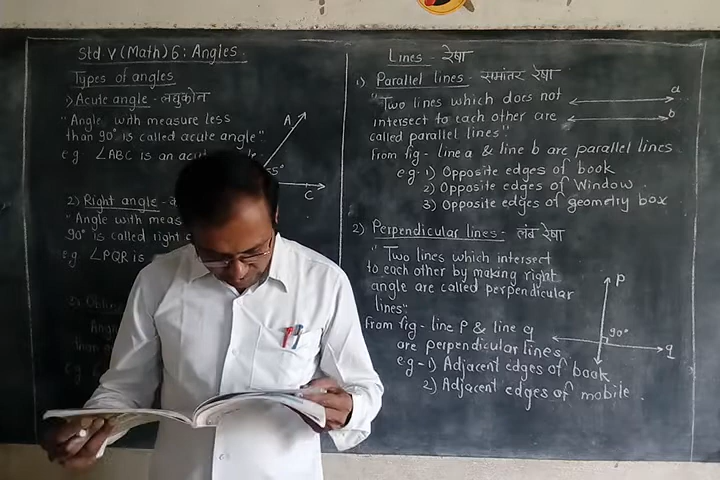 Std V (Math) 6: Angles.
Types of angles
1) Acute angle - लघुकोन
"Angle with measure less
than 90° is called acute angle".
e.g ∠ABC is an acu
A
5°
C
2) Right angle -
"Angle with meas
90° is called right
e.g ∠PQR is
3)
Ang
Lines - रेषा
1) Parallel lines - समांतर रेषा
"Two lines which does not
intersect to each other are
called parallel lines".
a
b
From fig - line a & line b are parallel lines
e.g - 1) Opposite edges of book
2) Opposite edges of Window.
3) Opposite edges of geometry box
2) Perpendicular lines - लंब रेषा
"Two lines which intersect
to each other by making right
angle are called perpendicular
lines"
P
90°
q
From fig - line P & line q
are perpendicular lines.
e.g - 1) Adjacent edges of book
2) Adjacent edges of mobile.